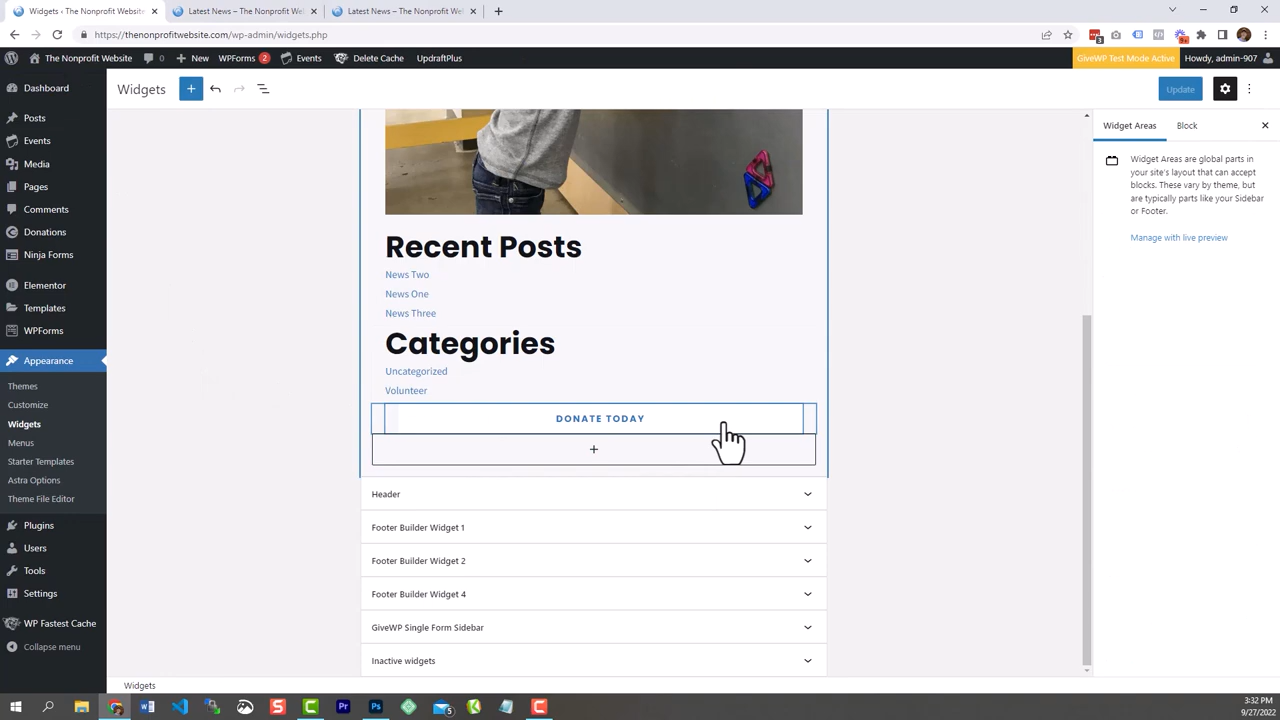 Widgets ‹ The Nonprofit Website
Latest News – The Nonprofit Web
Latest News – The Nonprofit Web
https://thenonprofitwebsite.com/wp-admin/widgets.php
3
9+
The Nonprofit Website
0
New
WPForms 2
Events
Delete Cache
UpdraftPlus
GiveWP Test Mode Active
Howdy, admin-907
Dashboard
Posts
Events
Media
Pages
Comments
Donations
Ninja Forms
Elementor
Templates
WPForms
Appearance
Themes
Customize
Widgets
Menus
Starter Templates
Astra Options
Theme File Editor
Plugins
Users
Tools
Settings
WP Fastest Cache
Collapse menu
Widgets
Update
Recent Posts
News Two
News One
News Three
Categories
Uncategorized
Volunteer
DONATE TODAY
Header
Footer Builder Widget 1
Footer Builder Widget 2
Footer Builder Widget 4
GiveWP Single Form Sidebar
Inactive widgets
Widget Areas
Block
Widget Areas are global parts in
your site's layout that can accept
blocks. These vary by theme, but
are typically parts like your Sidebar
or Footer.
Manage with live preview
Widgets
3:32 PM
9/27/2022